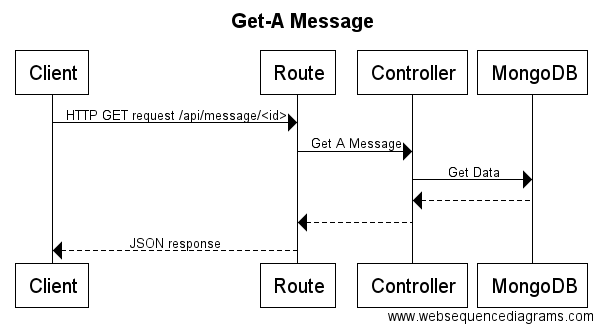 Get-A Message
Client Route Controller MongoDB
HTTP GET request /api/message/<id>
Get A Message
Get Data
JSON response
Client Route Controller MongoDB
www.websequencediagrams.com